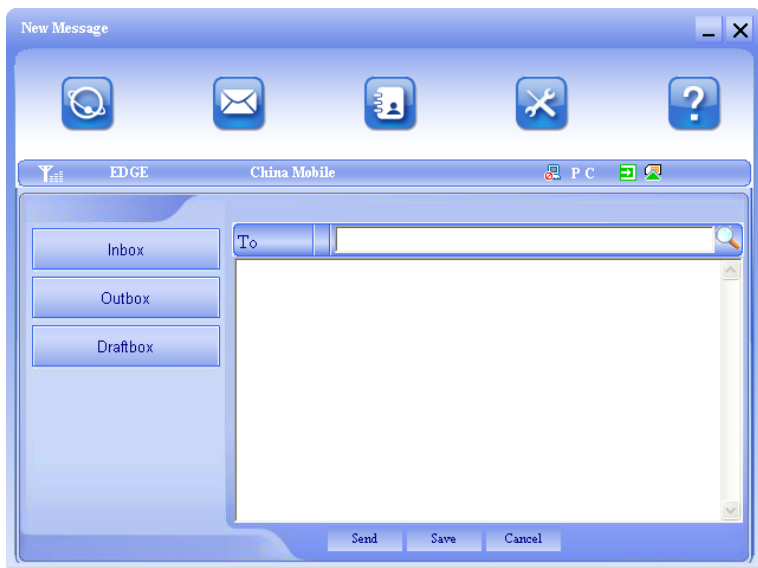 New Message
EDGE China Mobile P C
Inbox
To
Outbox
Draftbox
Send Save Cancel